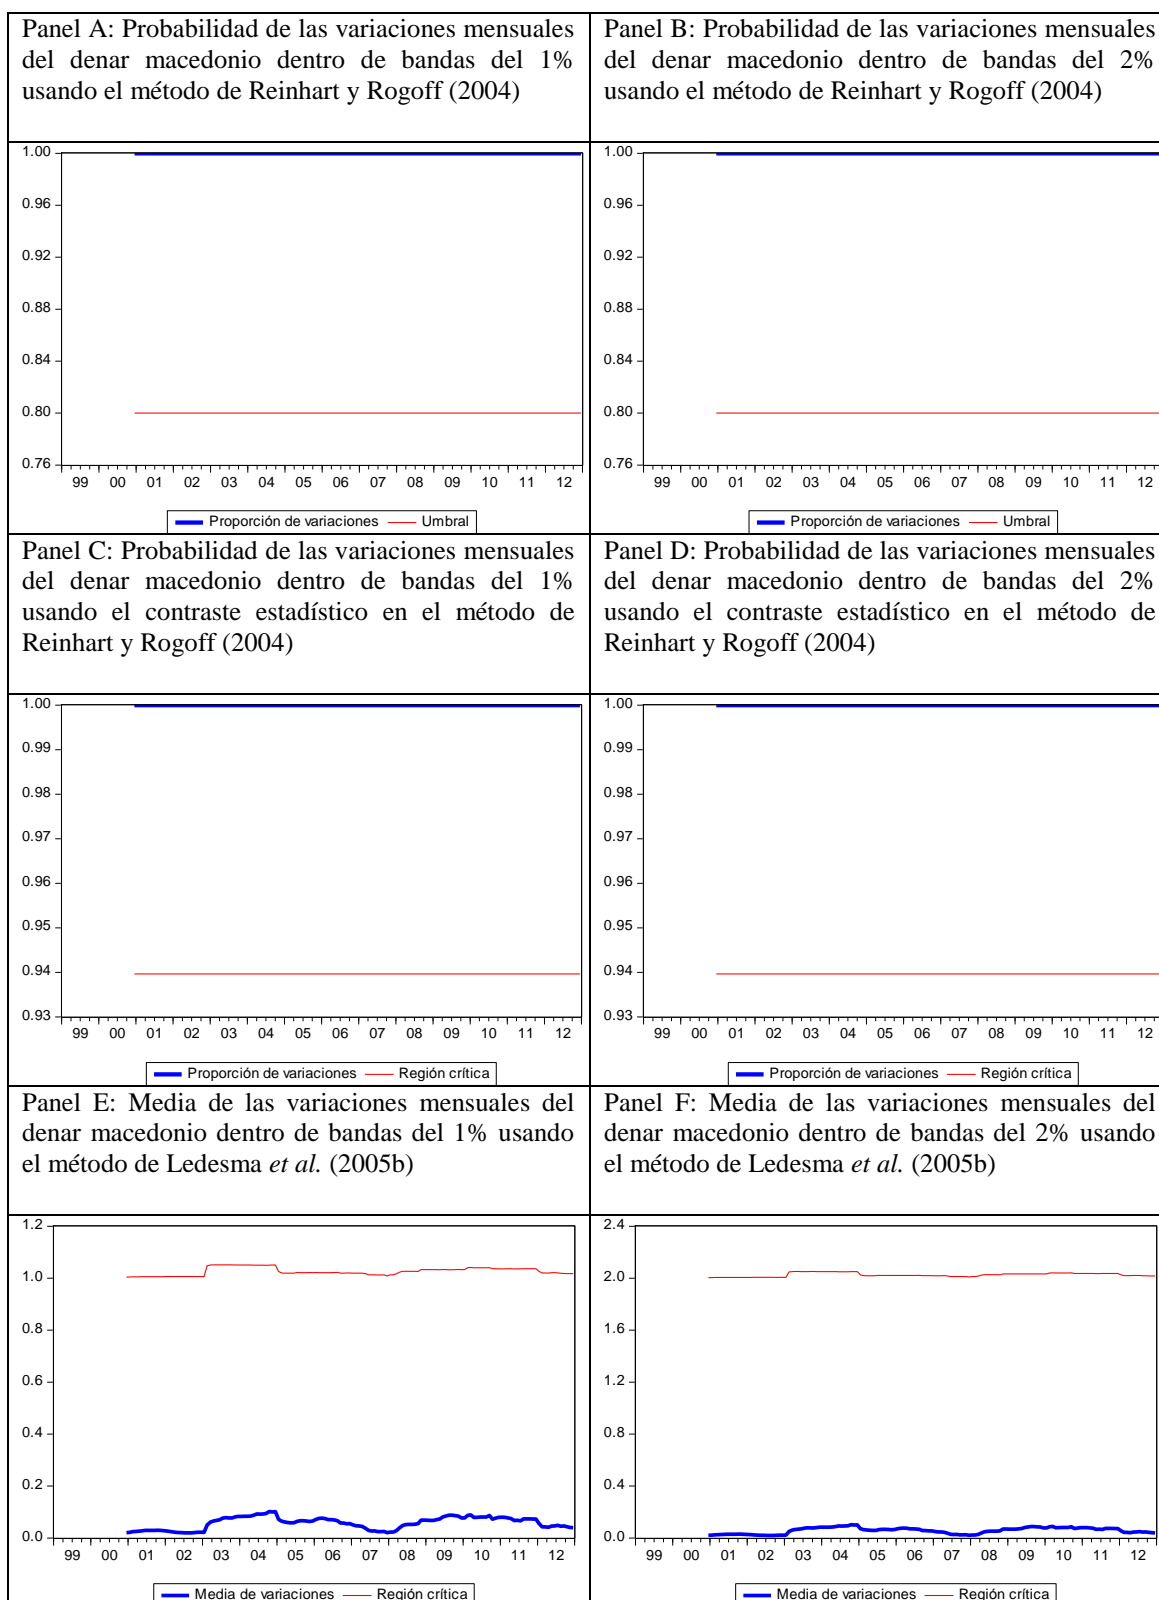 Panel A: Probabilidad de las variaciones mensuales
del denar macedonio dentro de bandas del 1%
usando el método de Reinhart y Rogoff (2004)
Panel B: Probabilidad de las variaciones mensuales
del denar macedonio dentro de bandas del 2%
usando el método de Reinhart y Rogoff (2004)
1.00
0.96
0.92
0.88
0.84
0.80
0.76
99 00 01 02 03 04 05 06 07 08 09 10 11 12
Proporción de variaciones Umbral
1.00
0.96
0.92
0.88
0.84
0.80
0.76
99 00 01 02 03 04 05 06 07 08 09 10 11 12
Proporción de variaciones Umbral
Panel C: Probabilidad de las variaciones mensuales
del denar macedonio dentro de bandas del 1%
usando el contraste estadístico en el método de
Reinhart y Rogoff (2004)
Panel D: Probabilidad de las variaciones mensuales
del denar macedonio dentro de bandas del 2%
usando el contraste estadístico en el método de
Reinhart y Rogoff (2004)
1.00
0.99
0.98
0.97
0.96
0.95
0.94
0.93
99 00 01 02 03 04 05 06 07 08 09 10 11 12
Proporción de variaciones Región crítica
1.00
0.99
0.98
0.97
0.96
0.95
0.94
0.93
99 00 01 02 03 04 05 06 07 08 09 10 11 12
Proporción de variaciones Región crítica
Panel E: Media de las variaciones mensuales del
denar macedonio dentro de bandas del 1% usando
el método de Ledesma et al. (2005b)
Panel F: Media de las variaciones mensuales del
denar macedonio dentro de bandas del 2% usando
el método de Ledesma et al. (2005b)
1.2
1.0
0.8
0.6
0.4
0.2
0.0
99 00 01 02 03 04 05 06 07 08 09 10 11 12
Media de variaciones Región crítica
2.4
2.0
1.6
1.2
0.8
0.4
0.0
99 00 01 02 03 04 05 06 07 08 09 10 11 12
Media de variaciones Región crítica